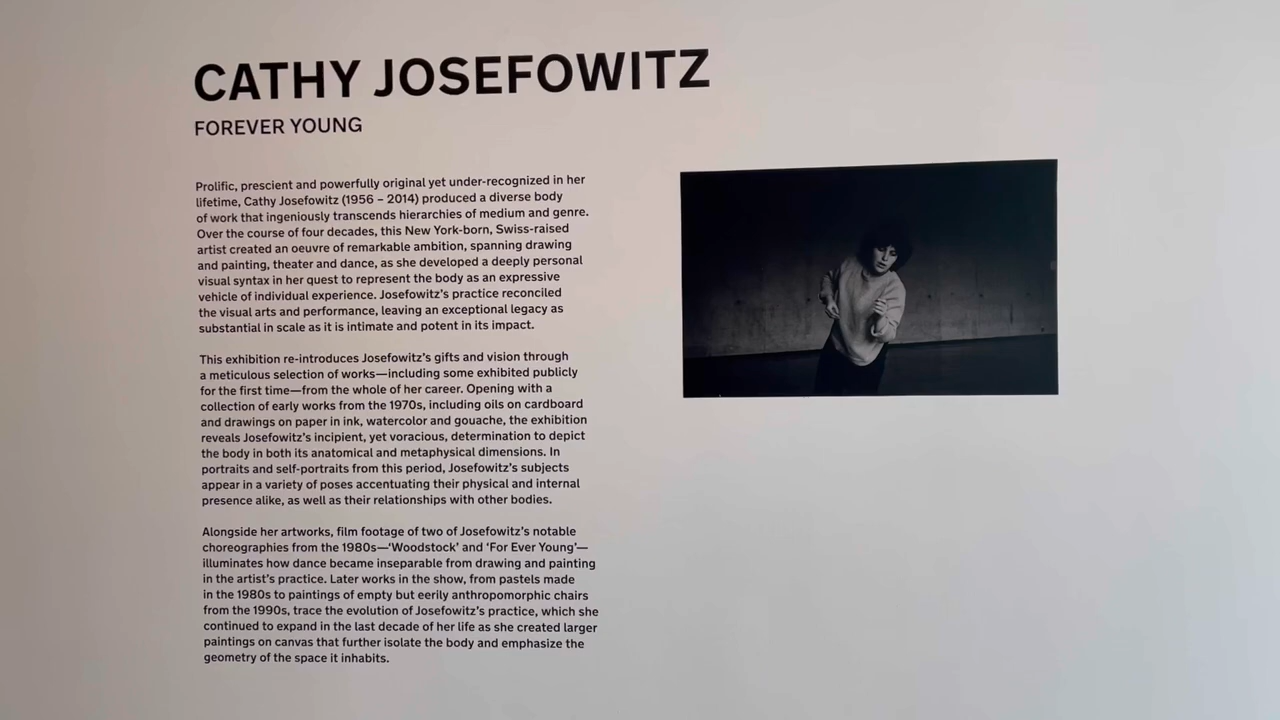 CATHY JOSEFOWITZ
FOREVER YOUNG
Prolific, prescient and powerfully original yet under-recognized in her
lifetime, Cathy Josefowitz (1956 – 2014) produced a diverse body
of work that ingeniously transcends hierarchies of medium and genre.
Over the course of four decades, this New York-born, Swiss-raised
artist created an oeuvre of remarkable ambition, spanning drawing
and painting, theater and dance, as she developed a deeply personal
visual syntax in her quest to represent the body as an expressive
vehicle of individual experience. Josefowitz’s practice reconciled
the visual arts and performance, leaving an exceptional legacy as
substantial in scale as it is intimate and potent in its impact.
This exhibition re-introduces Josefowitz’s gifts and vision through
a meticulous selection of works—including some exhibited publicly
for the first time—from the whole of her career. Opening with a
collection of early works from the 1970s, including oils on cardboard
and drawings on paper in ink, watercolor and gouache, the exhibition
reveals Josefowitz’s incipient, yet voracious, determination to depict
the body in both its anatomical and metaphysical dimensions. In
portraits and self-portraits from this period, Josefowitz’s subjects
appear in a variety of poses accentuating their physical and internal
presence alike, as well as their relationships with other bodies.
Alongside her artworks, film footage of two of Josefowitz’s notable
choreographies from the 1980s—‘Woodstock’ and ‘For Ever Young’—
illuminates how dance became inseparable from drawing and painting
in the artist’s practice. Later works in the show, from pastels made
in the 1980s to paintings of empty but eerily anthropomorphic chairs
from the 1990s, trace the evolution of Josefowitz’s practice, which she
continued to expand in the last decade of her life as she created larger
paintings on canvas that further isolate the body and emphasize the
geometry of the space it inhabits.